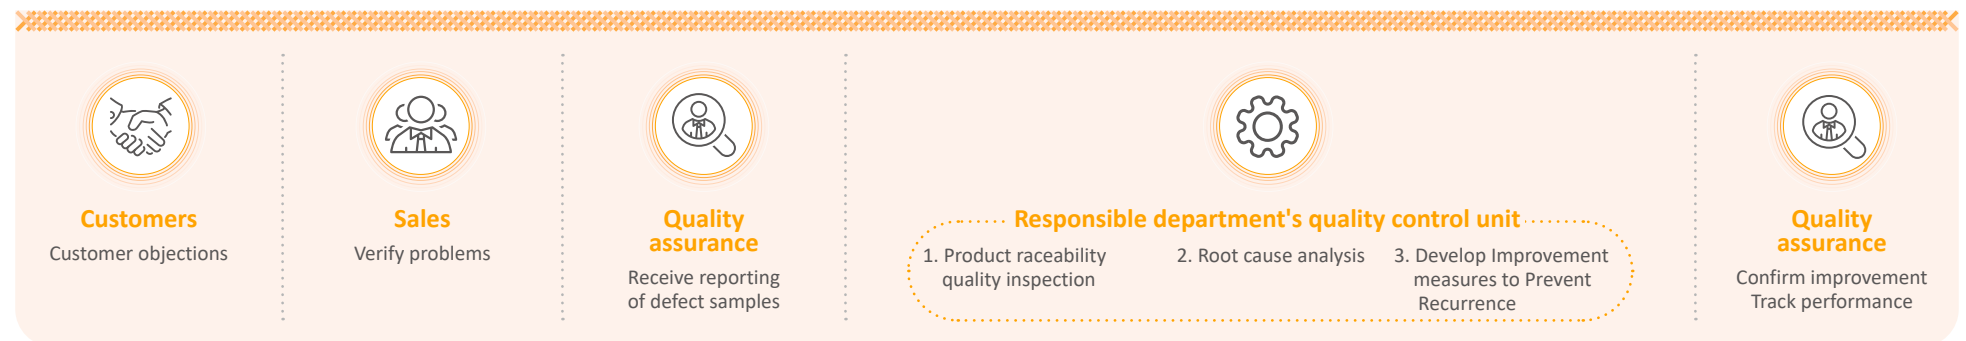 Customers
Customer objections
Sales
Verify problems
Quality
assurance
Receive reporting
of defect samples
Responsible department's quality control unit
1. Product raceability
quality inspection
2. Root cause analysis
3. Develop Improvement
measures to Prevent
Recurrence
Quality
assurance
Confirm improvement
Track performance